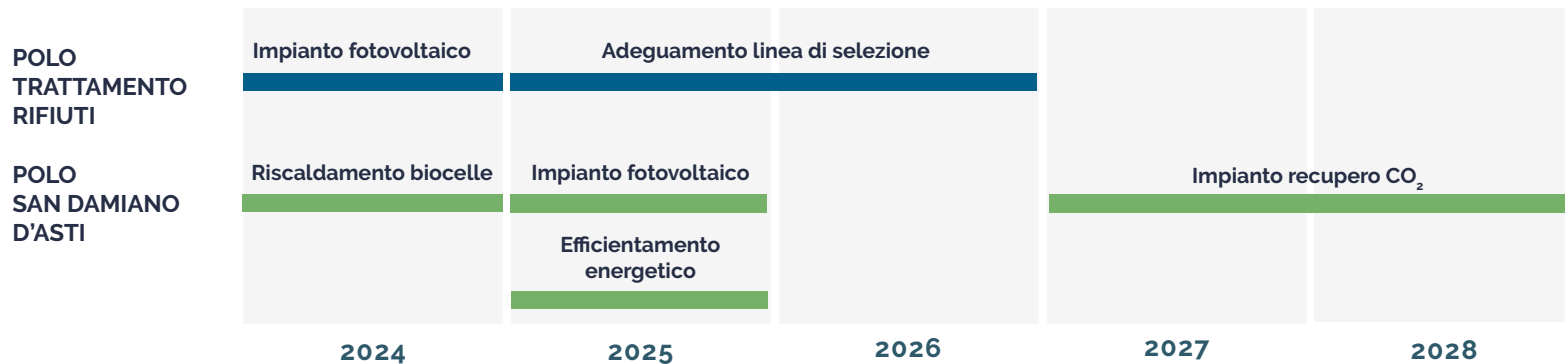 POLO
TRATTAMENTO
RIFIUTI
Impianto fotovoltaico
Adeguamento linea di selezione
POLO
SAN DAMIANO
D'ASTI
Riscaldamento biocelle
Impianto fotovoltaico
Impianto recupero CO₂
Efficientamento
energetico
2024
2025
2026
2027
2028